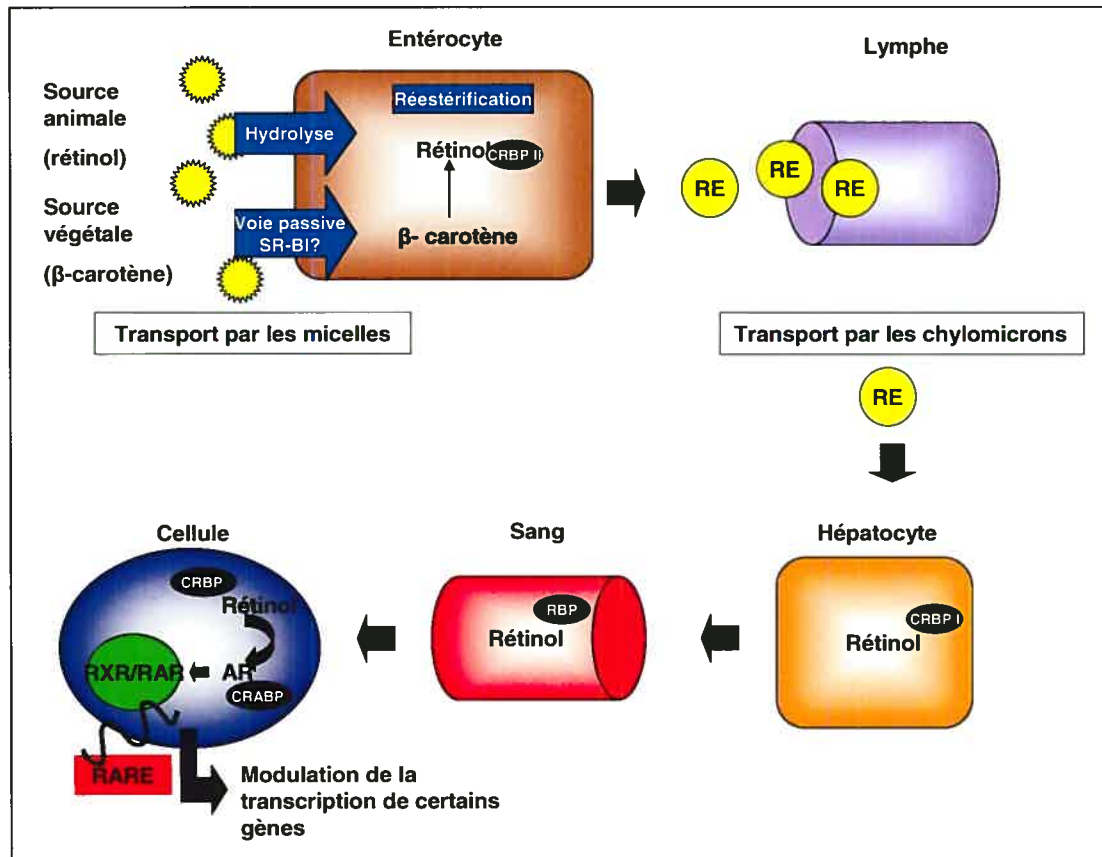 Entérocyte
Lymphe
Source
animale
(rétinol)
Source
végétale
(β-carotène)
Hydrolyse
Voie passive
SR-BI?
Réestérification
Rétinol
CRBP II
β- carotène
RE
RE
RE
Transport par les micelles
Transport par les chylomicrons
RE
Cellule
Sang
Hépatocyte
CRBP
Rétinol
RXR/RAR
AR
CRABP
RARE
RBP
Rétinol
CRBP I
Rétinol
Modulation de la
transcription de certains
gènes